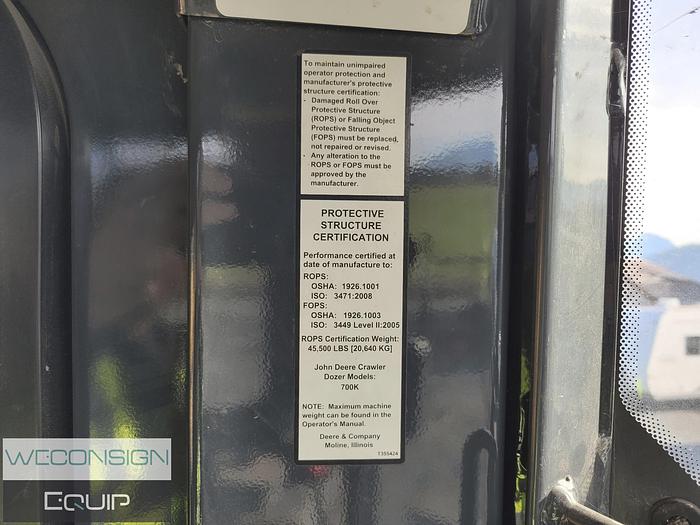 To maintain unimpaired
operator protection and
manufacturer's protective
structure certification:
- Damaged Roll Over
Protective Structure
(ROPS) or Falling Object
Protective Structure
(FOPS) must be replaced,
not repaired or revised.
- Any alteration to the
ROPS or FOPS must be
approved by the
manufacturer.
PROTECTIVE
STRUCTURE
CERTIFICATION
Performance certified at
date of manufacture to:
ROPS:
OSHA: 1926.1001
ISO: 3471:2008
FOPS:
OSHA: 1926.1003
ISO: 3449 Level II:2005
ROPS Certification Weight:
45,500 LBS [20,640 KG]
John Deere Crawler
Dozer Models:
700K
NOTE: Maximum machine
weight can be found in the
Operator's Manual.
Deere & Company
Moline, Illinois
T355424
WECONSIGN
EQUIP